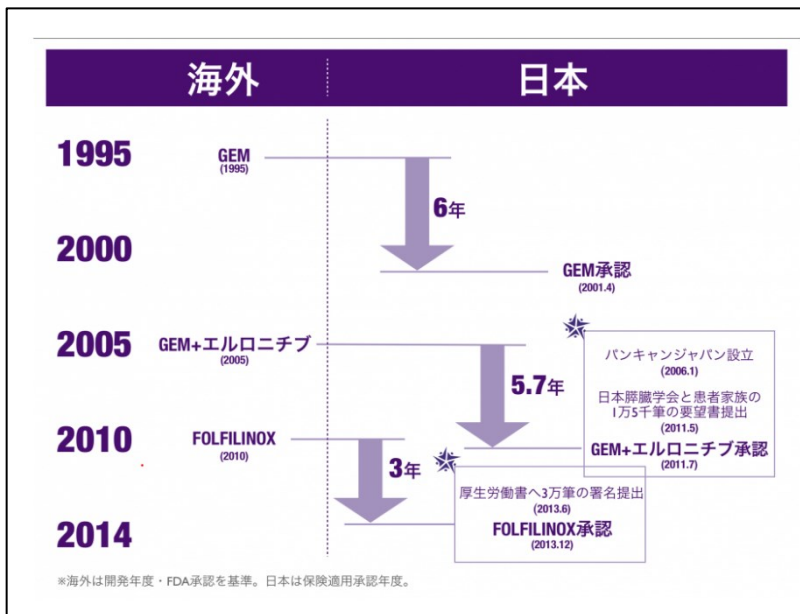 海外
日本
1995
GEM
(1995)
6年
2000
GEM承認
(2001.4)
2005
GEM+エルロニチブ
(2005)
5.7年
パンキャンジャパン設立
(2006.1)
日本膵臓学会と患者家族の
1万5千筆の要望書提出
(2011.5)
GEM+エルロニチブ承認
(2011.7)
2010
FOLFILINOX
(2010)
3年
厚生労働書へ3万筆の署名提出
(2013.6)
FOLFILINOX承認
(2013.12)
2014
※海外は開発年度・FDA承認を基準。日本は保険適用承認年度。